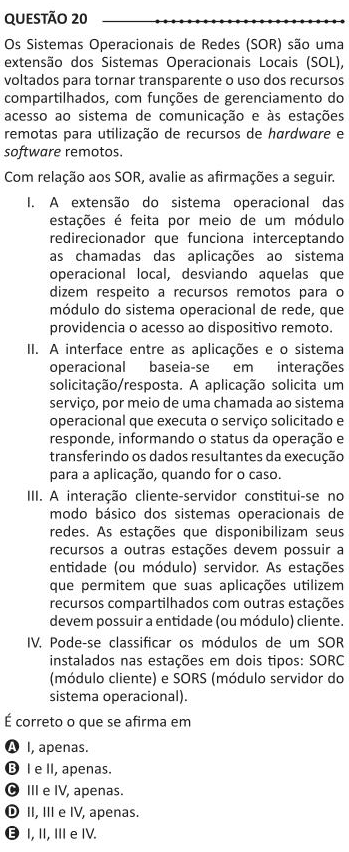 QUESTÃO 20
Os Sistemas Operacionais de Redes (SOR) são uma
extensão dos Sistemas Operacionais Locais (SOL),
voltados para tornar transparente o uso dos recursos
compartilhados, com funções de gerenciamento do
acesso ao sistema de comunicação e às estações
remotas para utilização de recursos de hardware e
software remotos.
Com relação aos SOR, avalie as afirmações a seguir.
I. A extensão do sistema operacional das
estações é feita por meio de um módulo
redirecionador que funciona interceptando
as chamadas das aplicações ao sistema
operacional local, desviando aquelas que
dizem respeito a recursos remotos para o
módulo do sistema operacional de rede, que
providencia o acesso ao dispositivo remoto.
II. A interface entre as aplicações e o sistema
operacional baseia-se em interações
solicitação/resposta. A aplicação solicita um
serviço, por meio de uma chamada ao sistema
operacional que executa o serviço solicitado e
responde, informando o status da operação e
transferindo os dados resultantes da execução
para a aplicação, quando for o caso.
III. A interação cliente-servidor constitui-se no
modo básico dos sistemas operacionais de
redes. As estações que disponibilizam seus
recursos a outras estações devem possuir a
entidade (ou módulo) servidor. As estações
que permitem que suas aplicações utilizem
recursos compartilhados com outras estações
devem possuir a entidade (ou módulo) cliente.
IV. Pode-se classificar os módulos de um SOR
instalados nas estações em dois tipos: SORC
(módulo cliente) e SORS (módulo servidor do
sistema operacional).
É correto o que se afirma em
A I, apenas.
B I e II, apenas.
C III e IV, apenas.
D II, III e IV, apenas.
E I, II, III e IV.